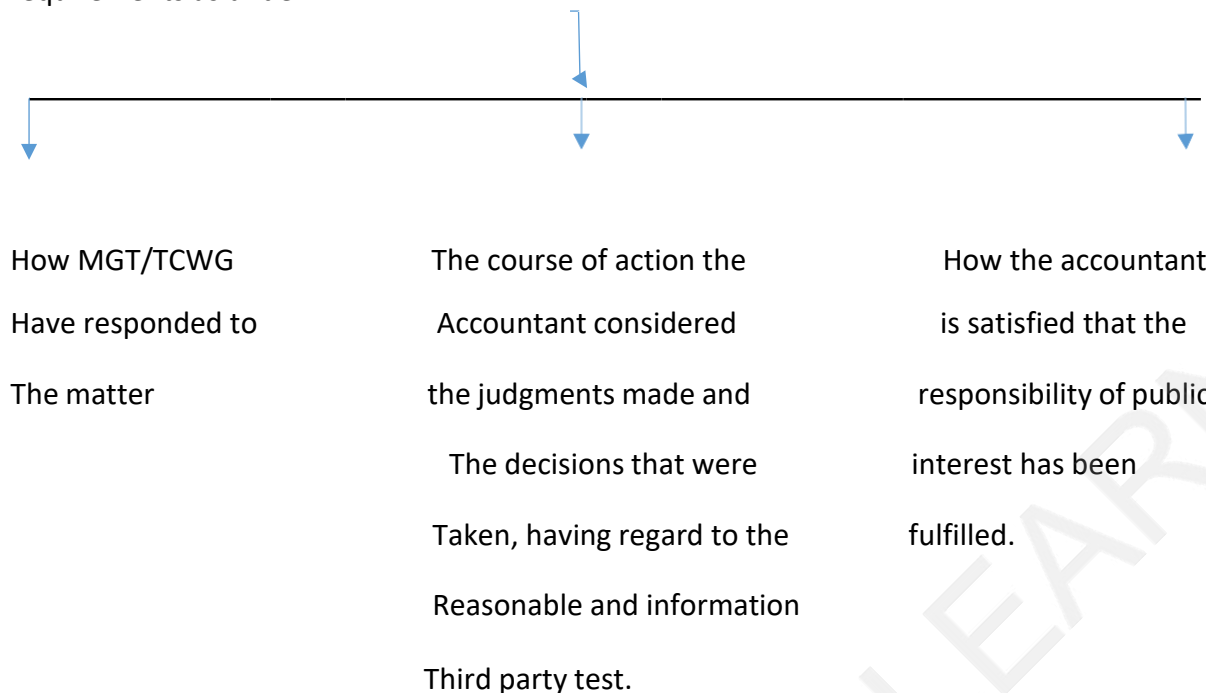 How MGT/TCWG
Have responded to
The matter
The course of action the
Accountant considered
the judgments made and
The decisions that were
Taken, having regard to the
Reasonable and information
Third party test.
How the accountant
is satisfied that the
responsibility of public
interest has been
fulfilled.